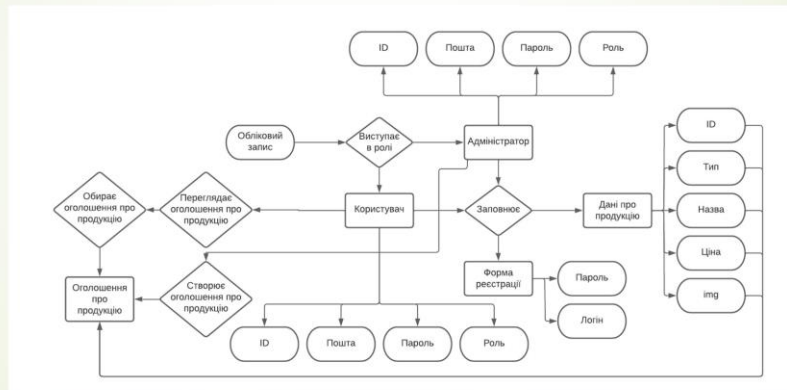 ID
Пошта
Пароль
Роль
Обліковий
запис
Виступає
в ролі
Адміністратор
ID
Тип
Назва
Ціна
img
Обирає
оголошення про
продукцію
Переглядає
оголошення про
продукцію
Користувач
Заповнює
Дані про
продукцію
Оголошення
про
продукцію
Створює
оголошення про
продукцію
Форма
реєстрації
Пароль
Логін
ID
Пошта
Пароль
Роль